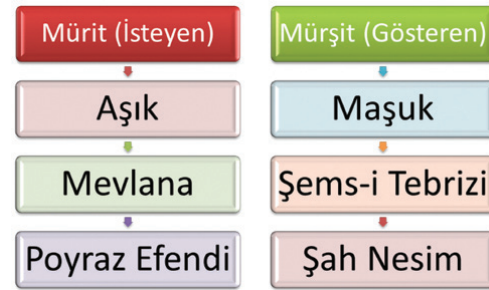 Mürit (İsteyen)
Aşık
Mevlana
Poyraz Efendi
Mürşit (Gösteren)
Maşuk
Şems-i Tebrizi
Şah Nesim